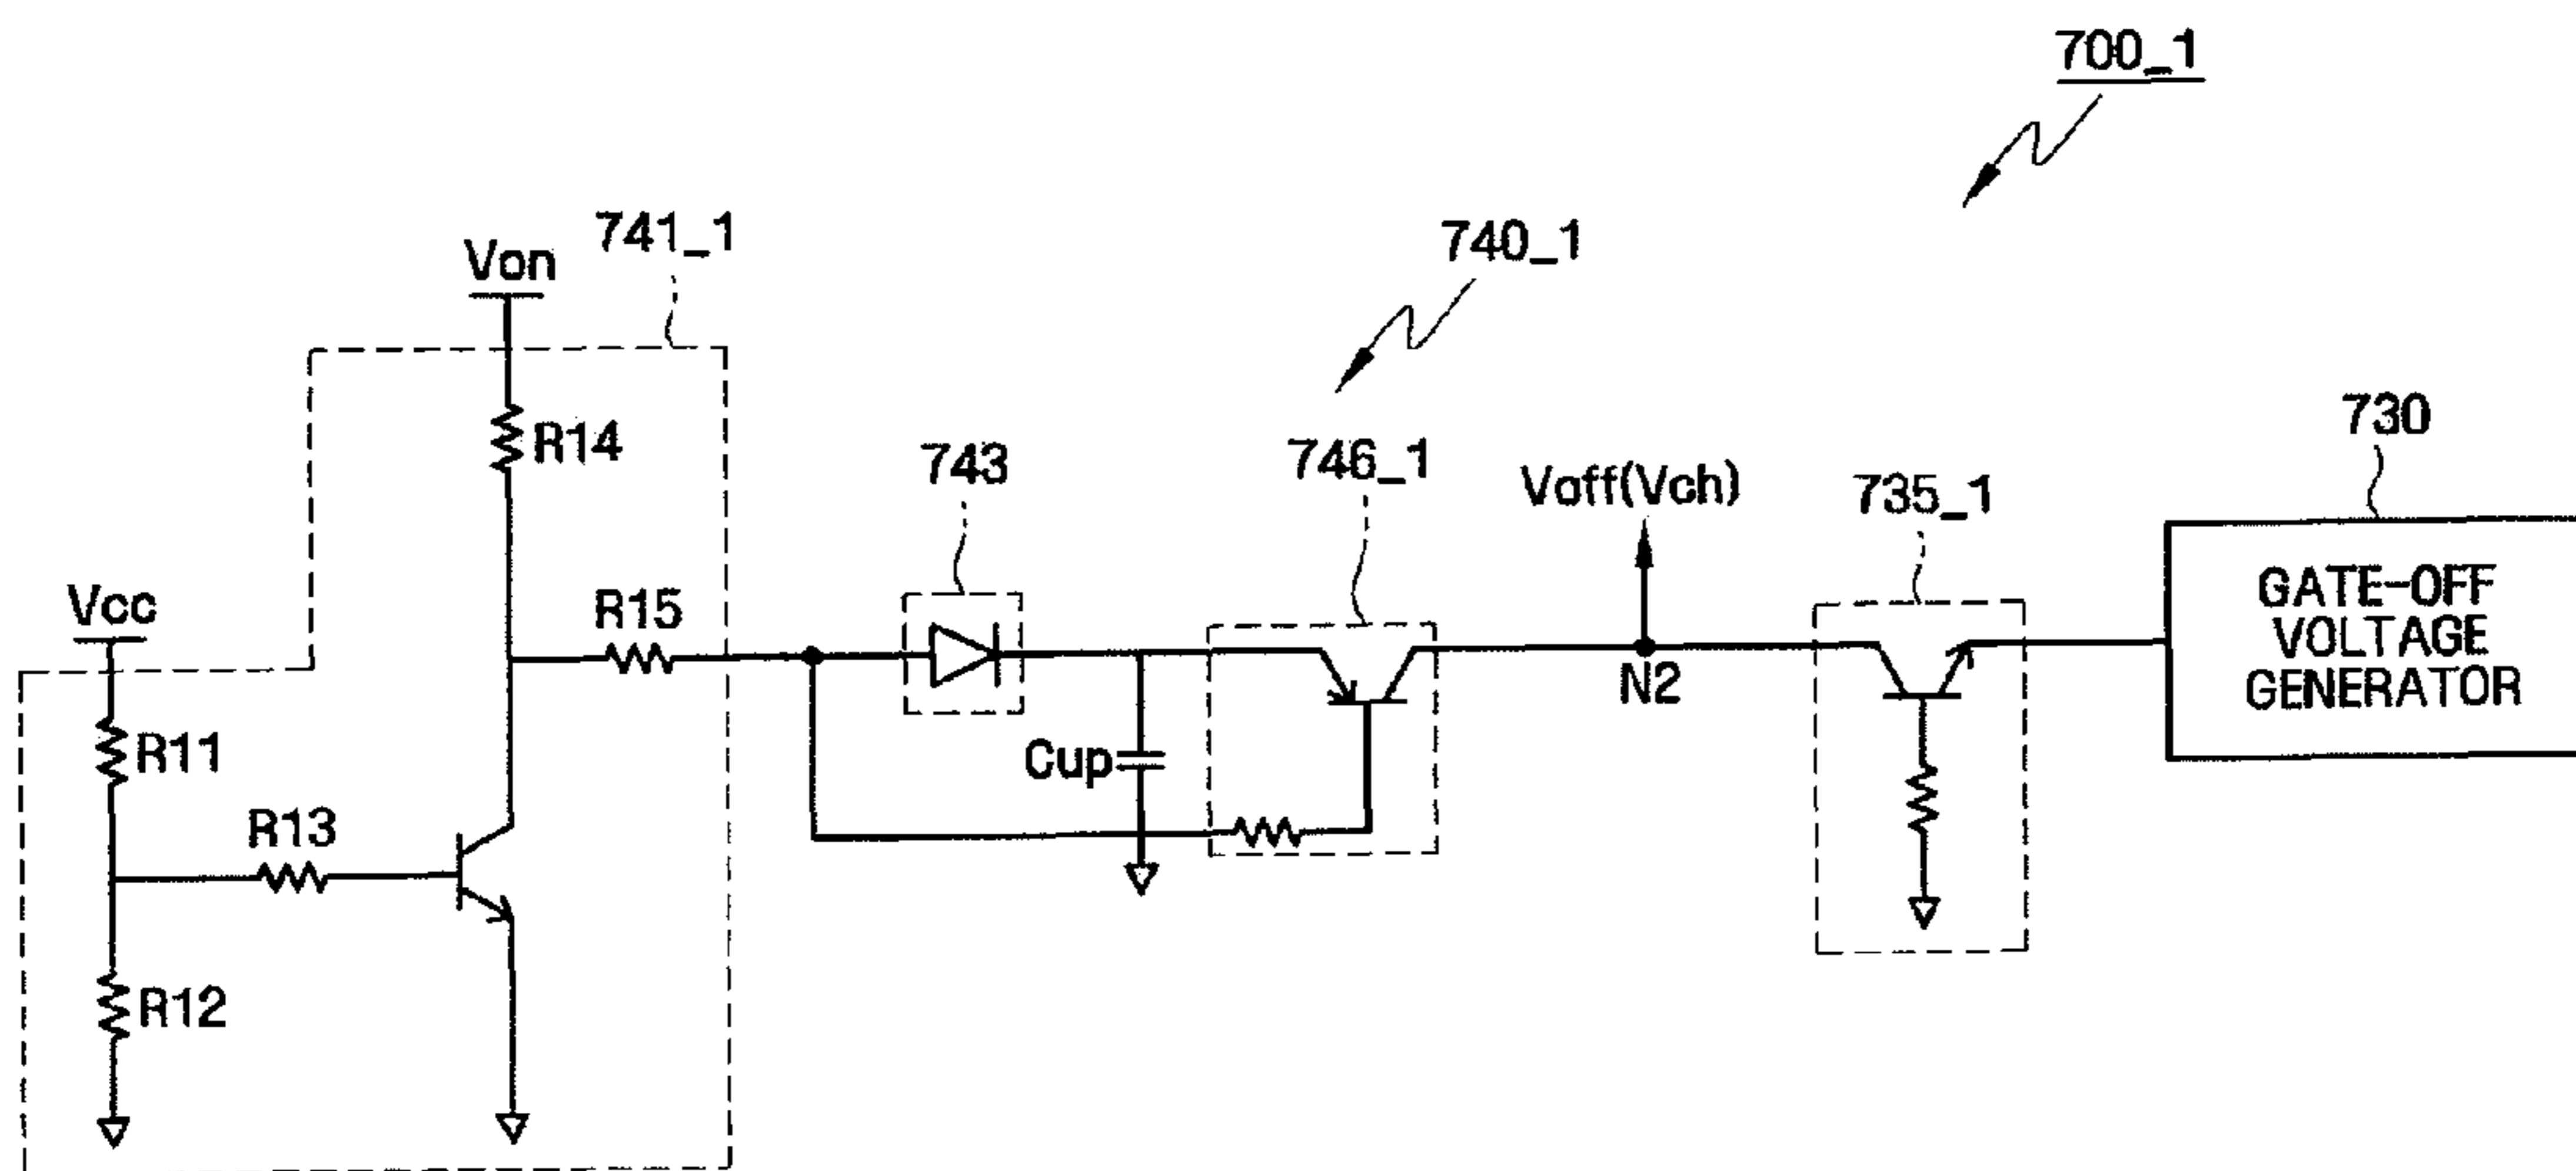 700_1
741_1
740_1
Von
730
R14
743
746_1
Voff(Vch)
735_1
Vcc
R15
GATE-OFF
VOLTAGE
GENERATOR
N2
R11
Cup
R13
R12